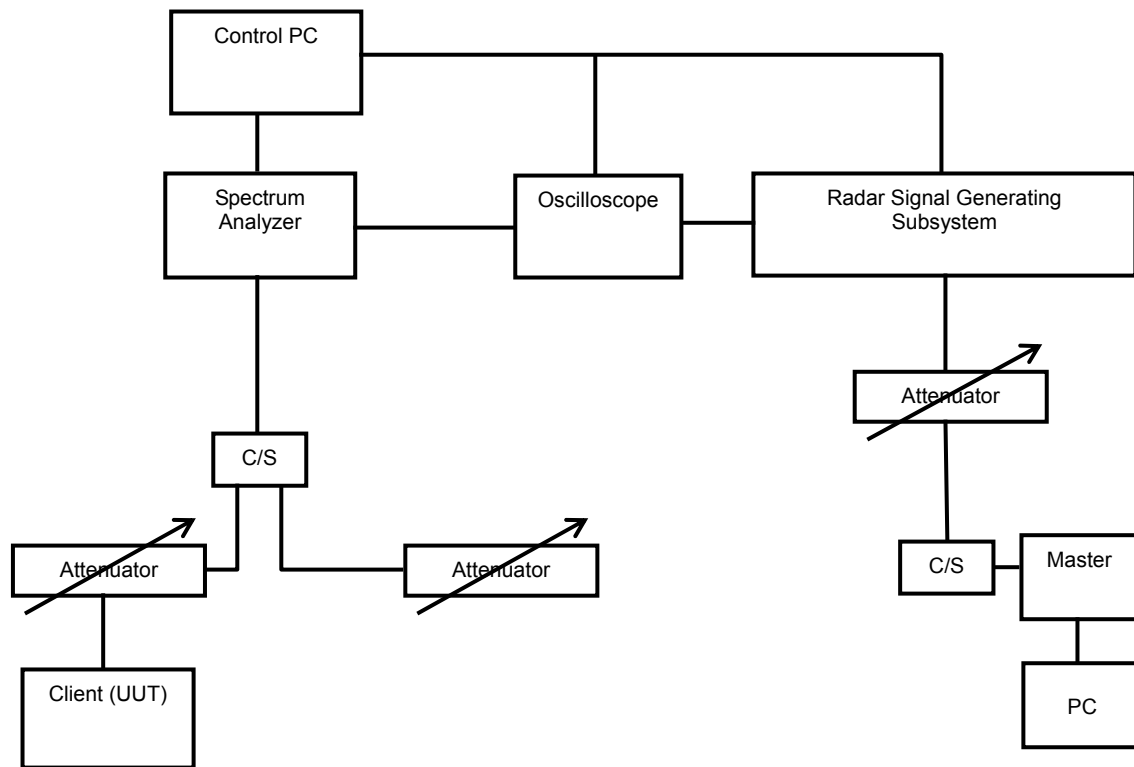 Control PC
Spectrum
Analyzer
Oscilloscope
Radar Signal Generating
Subsystem
Attenuator
C/S
Attenuator
Attenuator
C/S
Master
Client (UUT)
PC